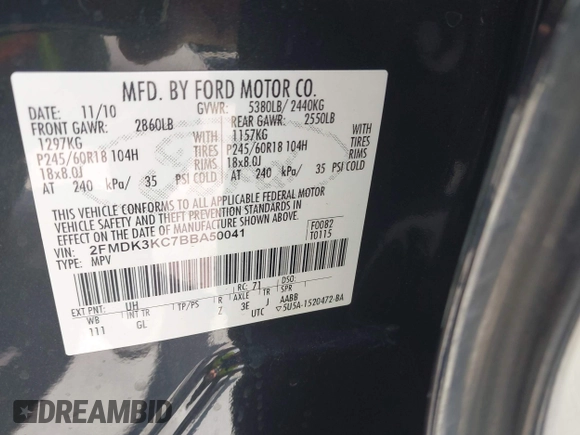 MFD. BY FORD MOTOR CO.
DATE: 11/10 GVWR: 5380LB/ 2440KG
FRONT GAWR: 2860LB REAR GAWR: 2550LB
1297KG 1157KG
P245/60R18 104H TIRES P245/60R18 104H TIRES
18x8.0J RIMS 18x8.0J RIMS
AT 240 kPa/ 35 PSI COLD AT 240 kPa/ 35 PSI COLD
THIS VEHICLE CONFORMS TO ALL APPLICABLE FEDERAL MOTOR
VEHICLE SAFETY AND THEFT PREVENTION STANDARDS IN
EFFECT ON THE DATE OF MANUFACTURE SHOWN ABOVE.
VIN: 2FMDK3KC7BBA50041 F0082
TYPE: MPV T0115
EXT PNT: UH RC: 71 DSO:
WB INT TR TP/PS R AXLE TR SPR
111 GL Z 3E J AABB
UTC ▽5U5A-1520472-BA
DREAMBID